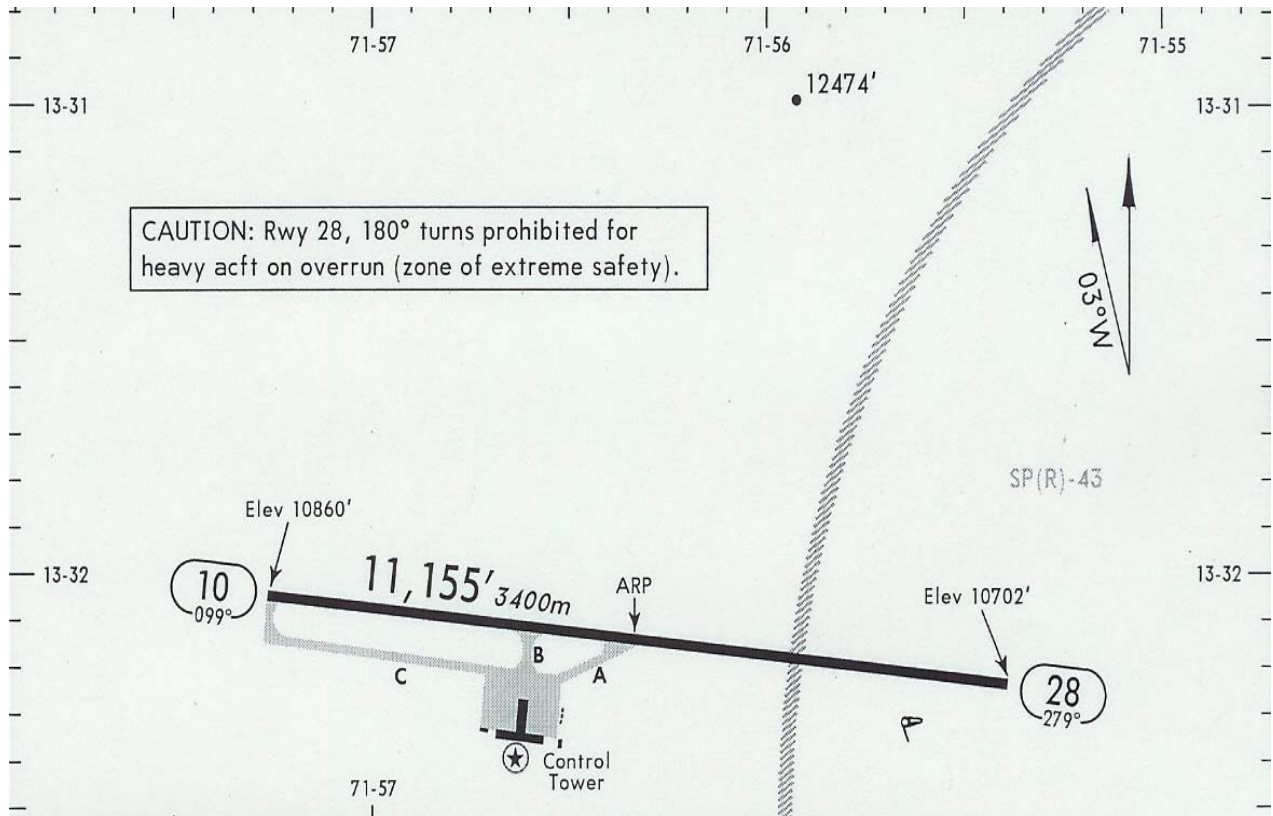 71-57
71-56
71-55
12474'
13-31
13-31
CAUTION: Rwy 28, 180° turns prohibited for
heavy acft on overrun (zone of extreme safety).
03°W
SP(R)-43
Elev 10860'
13-32
13-32
10
099°
11,155' 3400m
ARP
Elev 10702'
B
C
A
28
279°
Control
Tower
71-57